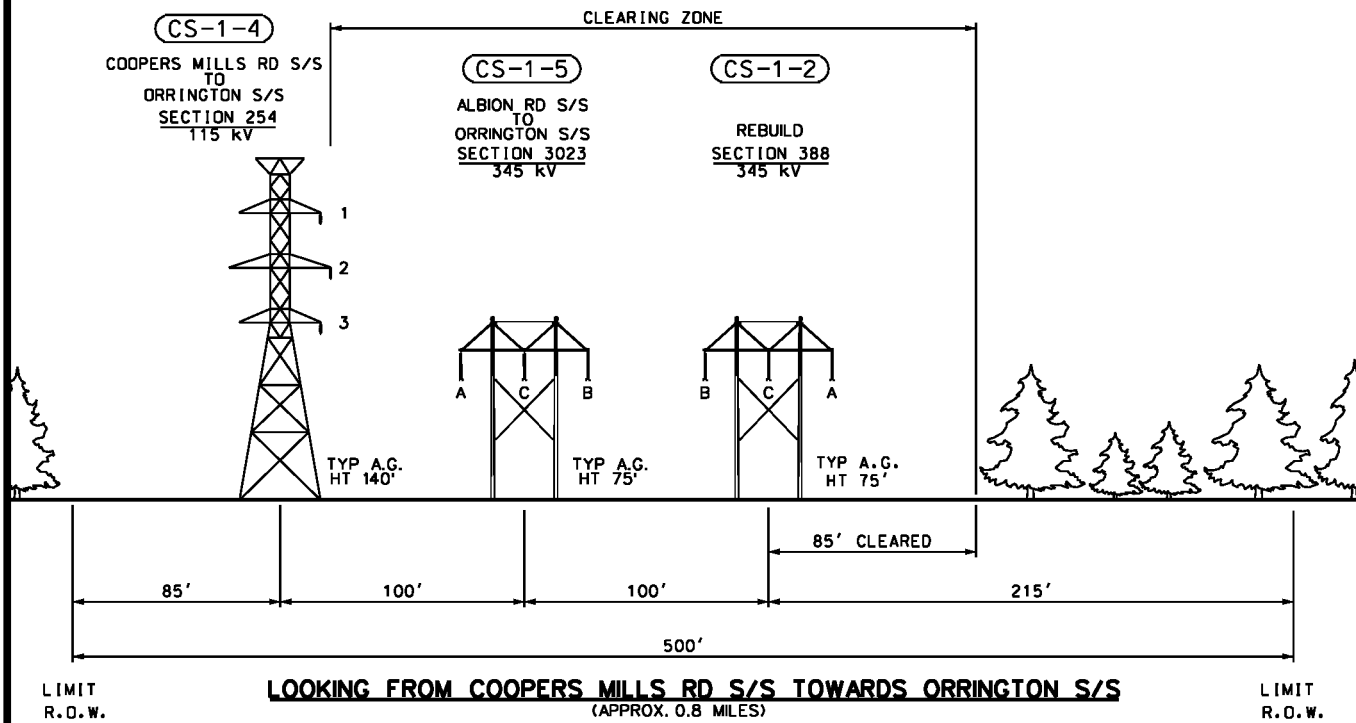 CLEARING ZONE
CS-1-4
COOPERS MILLS RD S/S
TO
ORRINGTON S/S
SECTION 254
115 kV
CS-1-5
ALBION RD S/S
TO
ORRINGTON S/S
SECTION 3023
345 kV
CS-1-2
REBUILD
SECTION 388
345 kV
1
2
3
A C B
B C A
TYP A.G.
HT 140'
TYP A.G.
HT 75'
TYP A.G.
HT 75'
85' CLEARED
85' 100' 100' 215'
500'
LIMIT
R.O.W.
LOOKING FROM COOPERS MILLS RD S/S TOWARDS ORRINGTON S/S
(APPROX. 0.8 MILES)
LIMIT
R.O.W.